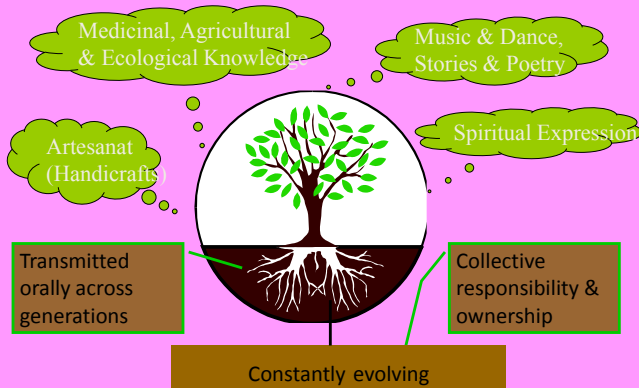 Medicinal, Agricultural
& Ecological Knowledge
Music & Dance,
Stories & Poetry
Spiritual Expression
Artesanat
(Handicrafts)
Transmitted
orally across
generations
Collective
responsibility &
ownership
Constantly evolving